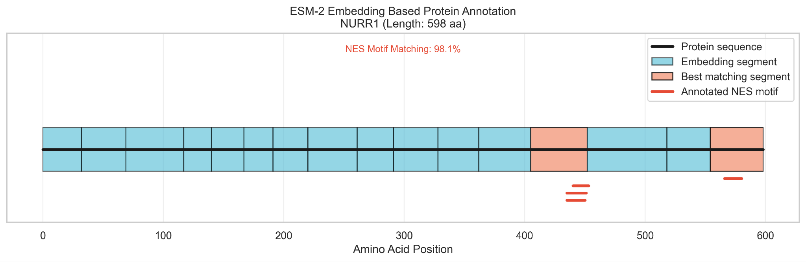 ESM-2 Embedding Based Protein Annotation
NURR1 (Length: 598 aa)
NES Motif Matching: 98.1%
Protein sequence
Embedding segment
Best matching segment
Annotated NES motif
0 100 200 300 400 500 600
Amino Acid Position